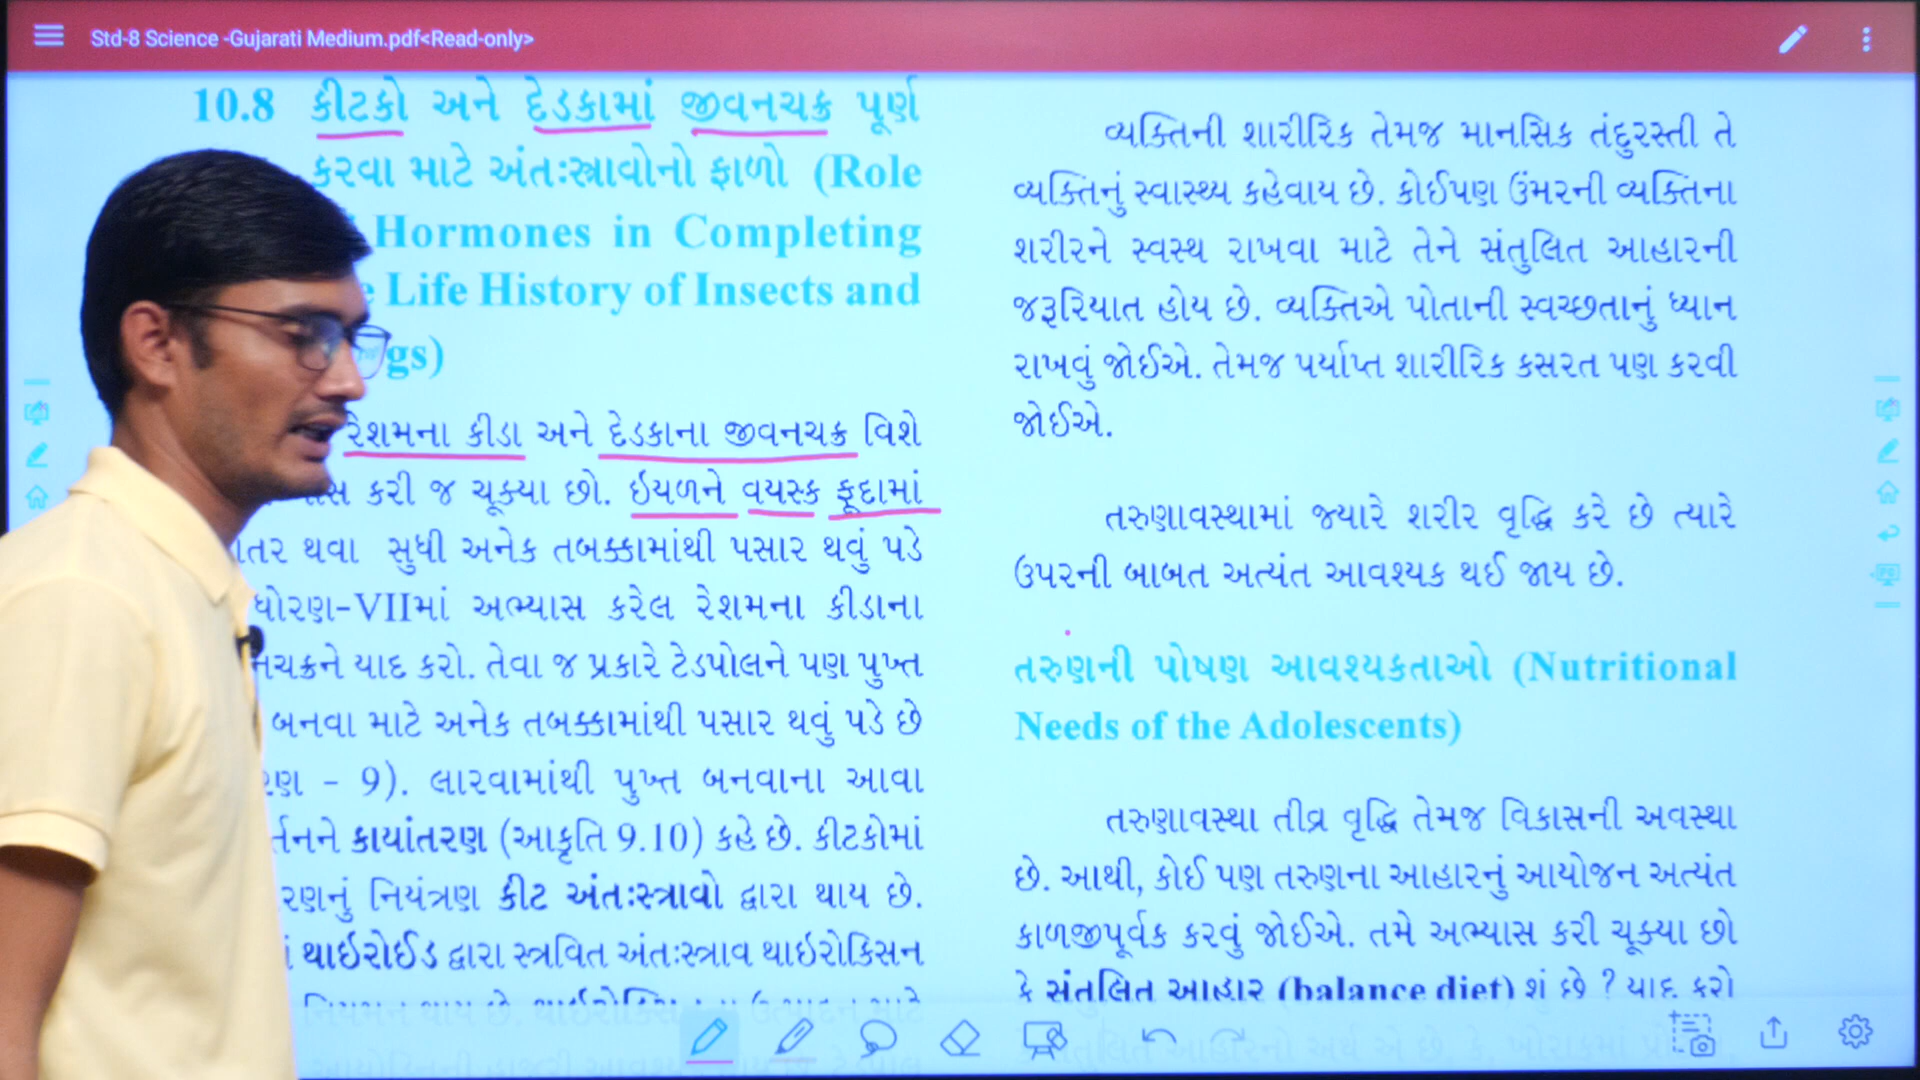 Std-8 Science -Gujarati Medium.pdf<Read-only>
10.8 કીટકો અને દેડકામાં જીવનચક્ર પૂર્ણ
કરવા માટે અંતઃસ્ત્રાવોનો ફાળો (Role
Hormones in Completing
Life History of Insects and
gs)
રેશમના કીડા અને દેડકાના જીવનચક્ર વિશે
કરી જ ચૂક્યા છો. ઇયળને વયસ્ક ફૂદામાં
થવા સુધી અનેક તબક્કામાંથી પસાર થવું પડે
ધોરણ-VIIમાં અભ્યાસ કરેલ રેશમના કીડાના
યાદ કરો. તેવા જ પ્રકારે ટેડપોલને પણ પુખ્ત
બનવા માટે અનેક તબક્કામાંથી પસાર થવું પડે છે
– 9). લારવામાંથી પુખ્ત બનવાના આવા
કાયાંતરણ (આકૃતિ 9.10) કહે છે. કીટકોમાં
નિયંત્રણ કીટ અંતઃસ્ત્રાવો દ્વારા થાય છે.
થાઇરોઈડ દ્વારા સ્ત્રવિત અંતઃસ્ત્રાવ થાઇરોક્સિન
વ્યક્તિની શારીરિક તેમજ માનસિક તંદુરસ્તી તે
વ્યક્તિનું સ્વાસ્થ્ય કહેવાય છે. કોઈપણ ઉંમરની વ્યક્તિના
શરીરને સ્વસ્થ રાખવા માટે તેને સંતુલિત આહારની
જરૂરિયાત હોય છે. વ્યક્તિએ પોતાની સ્વચ્છતાનું ધ્યાન
રાખવું જોઈએ. તેમજ પર્યાપ્ત શારીરિક કસરત પણ કરવી
જોઈએ.
તરુણાવસ્થામાં જ્યારે શરીર વૃદ્ધિ કરે છે ત્યારે
ઉપરની બાબત અત્યંત આવશ્યક થઈ જાય છે.
તરુણની પોષણ આવશ્યકતાઓ (Nutritional
Needs of the Adolescents)
તરુણાવસ્થા તીવ્ર વૃદ્ધિ તેમજ વિકાસની અવસ્થા
છે. આથી, કોઈ પણ તરુણના આહારનું આયોજન અત્યંત
કાળજીપૂર્વક કરવું જોઈએ. તમે અભ્યાસ કરી ચૂક્યા છો
કે સંતુલિત આહાર (balance diet) શું છે ? યાદ કરો